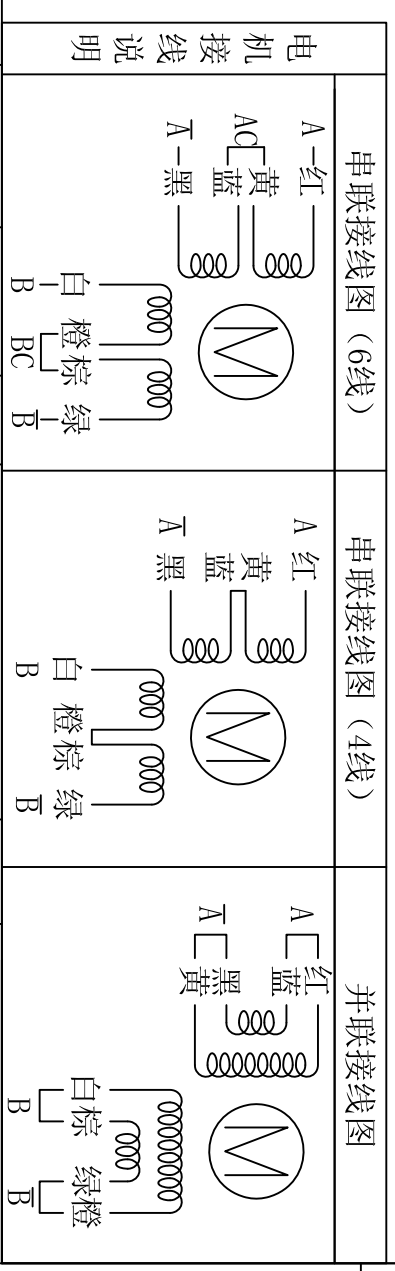 电机接线说明
串联接线图（6线）
A 红
AC 黄
蓝
A̅ 黑
M
白 橙 棕 绿
B BC B̅
串联接线图（4线）
A 红
黄
蓝
A̅ 黑
M
白 橙 棕 绿
B B̅
并联接线图
A 红
蓝
A̅ 黑
黄
M
白 棕 绿 橙
B B̅